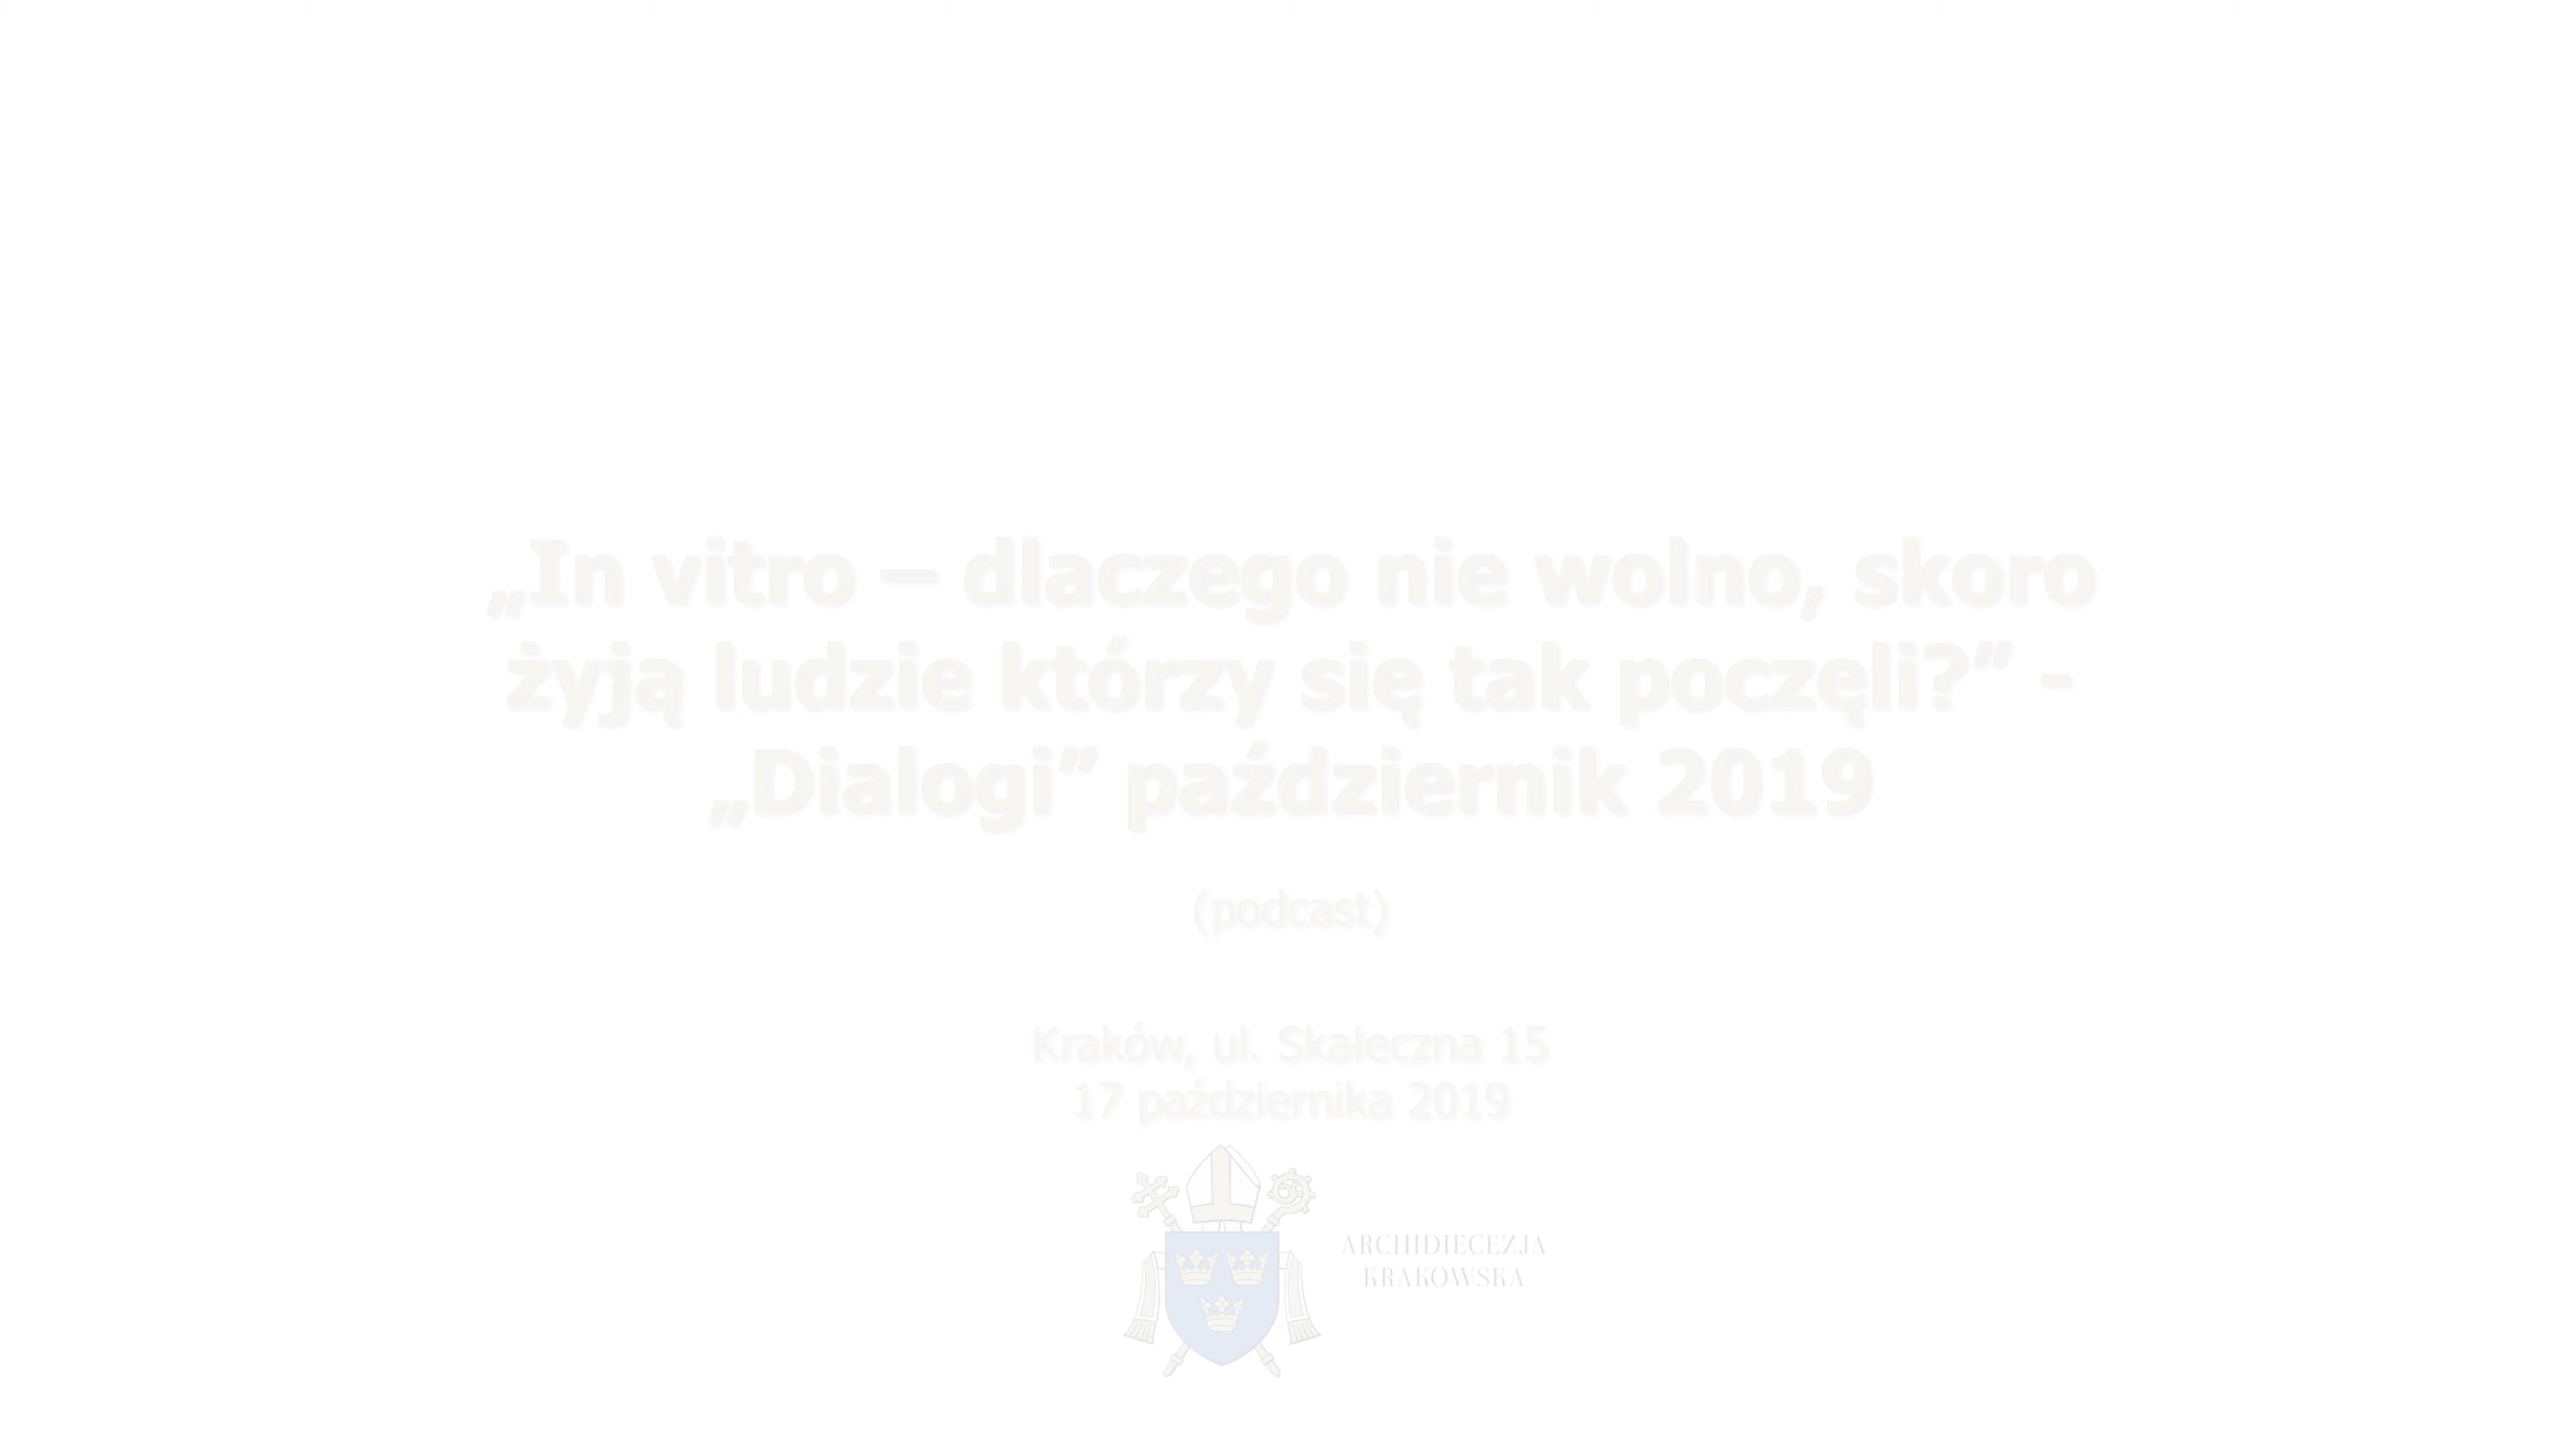 „In vitro – dlaczego nie wolno, skoro
żyją ludzie którzy się tak poczęli?” -
„Dialogi” październik 2019
(podcast)
Kraków, ul. Skałeczna 15
17 października 2019
ARCHIDIECEZJA
KRAKOWSKA